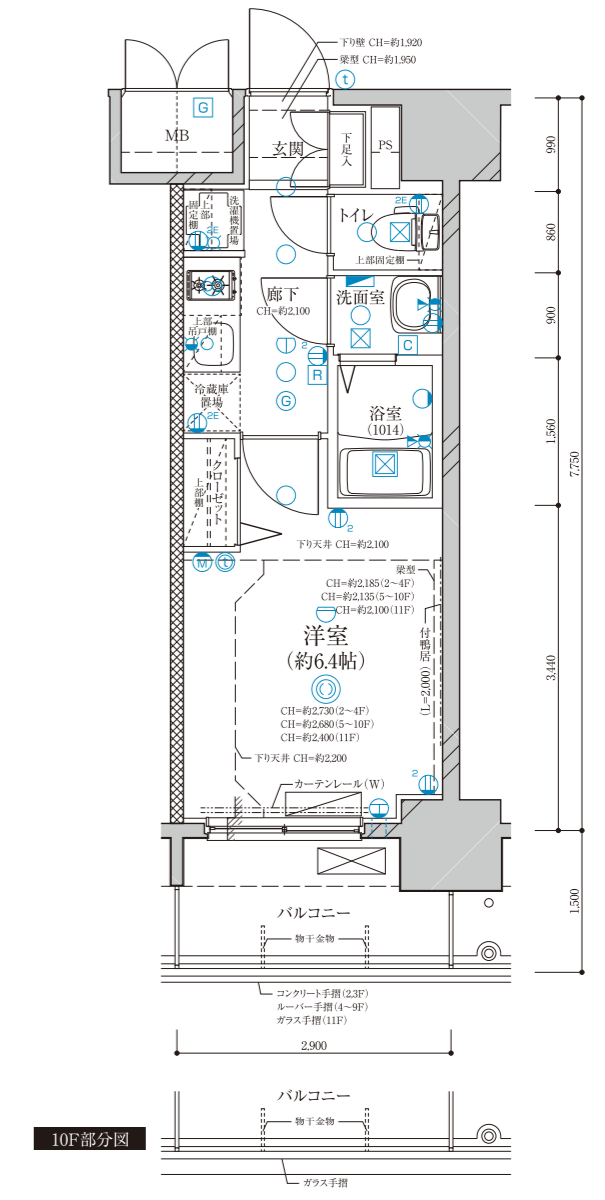 下り壁 CH=約1,920
梁型 CH=約1,950
t
G
MB
玄関
下足入
PS
990
洗濯機置場
上部固定棚
2E
トイレ
2E
上部固定棚
860
廊下
CH=約2,100
洗面室
900
上部吊戸棚
2
R
C
冷蔵庫置場
2E
G
浴室
(1014)
1,560
7,750
クローゼット
上部棚
2
下り天井 CH=約2,100
M
t
梁型
CH=約2,185(2～4F)
CH=約2,135(5～10F)
CH=約2,100(11F)
洋室
(約6.4帖)
付鴨居 (L=2,000)
3,440
CH=約2,730(2～4F)
CH=約2,680(5～10F)
CH=約2,400(11F)
下り天井 CH=約2,200
2
カーテンレール(W)
1,500
バルコニー
物干金物
コンクリート手摺(2,3F)
ルーバー手摺(4～9F)
ガラス手摺(11F)
2,900
バルコニー
物干金物
10F部分図
ガラス手摺